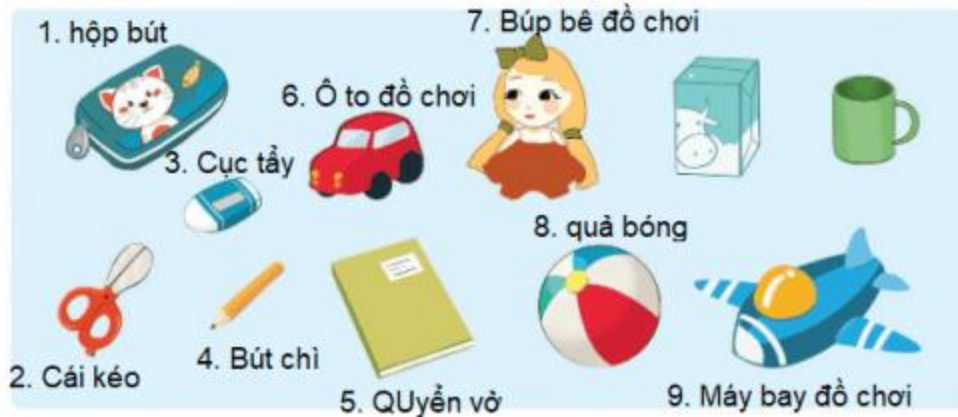 1. hộp bút
7. Búp bê đồ chơi
6. Ô to đồ chơi
3. Cục tẩy
8. quả bóng
2. Cái kéo
4. Bút chì
5. QUyển vở
9. Máy bay đồ chơi